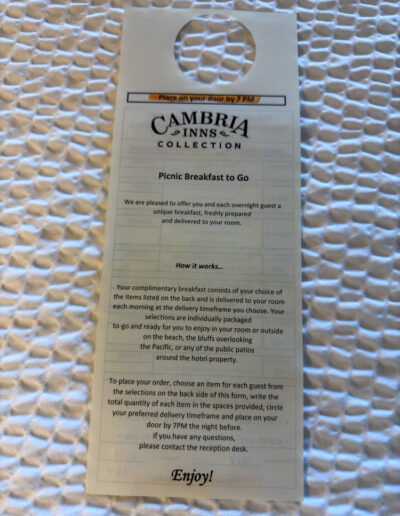 Place on your door by 7 PM
CAMBRIA
INNS
COLLECTION
Picnic Breakfast to Go
We are pleased to offer you and each overnight guest a
unique breakfast, freshly prepared
and delivered to your room.
How it works...
Your complimentary breakfast consists of your choice of
the items listed on the back and is delivered to your room
each morning at the delivery timeframe you choose. Your
selections are individually packaged
to-go and ready for you to enjoy in your room or outside
on the beach, the bluffs overlooking
the Pacific, or any of the public patios
around the hotel property.
To place your order, choose an item for each guest from
the selections on the back side of this form, write the
total quantity of each item in the spaces provided, circle
your preferred delivery timeframe and place on your
door by 7PM the night before.
If you have any questions,
please contact the reception desk.
Enjoy!